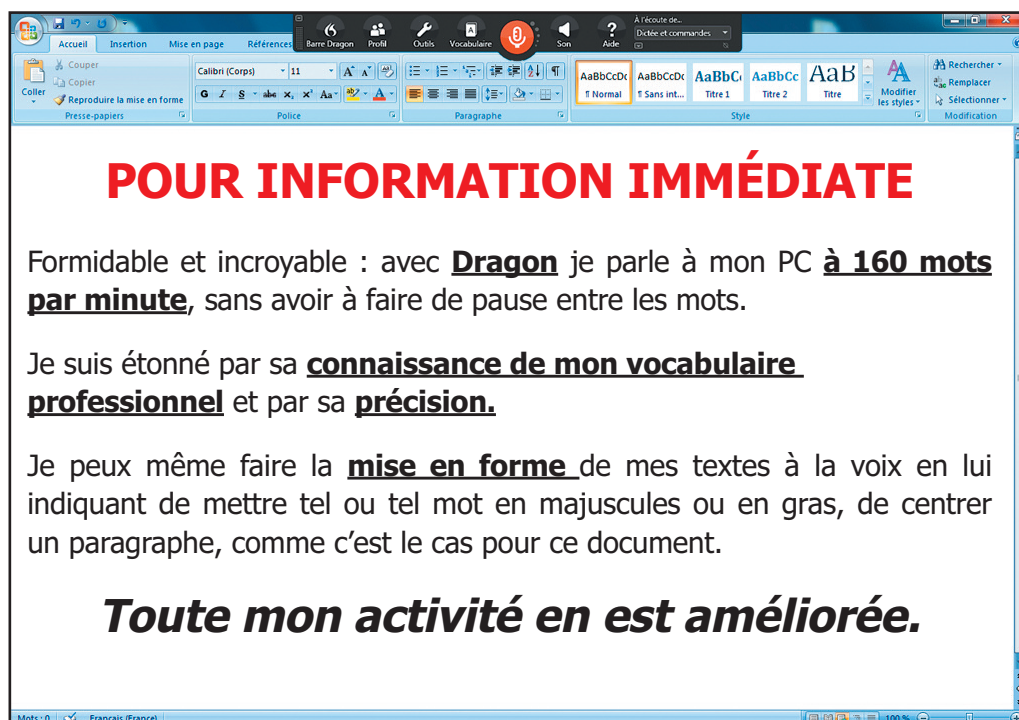 À l'écoute de...
Barre Dragon Profil Outils Vocabulaire Son Aide Dictée et commandes
Accueil Insertion Mise en page Références
Coller Couper Copier Reproduire la mise en forme
Calibri (Corps) 11
G I S abc X₂ X² Aa A
AaBbCcDc AaBbCcDc AaBbC AaBbCc AaB
¶ Normal ¶ Sans int... Titre 1 Titre 2 Titre
Modifier les styles
Rechercher
Remplacer
Sélectionner
Presse-papiers Police Paragraphe Style Modification
POUR INFORMATION IMMÉDIATE
Formidable et incroyable : avec Dragon je parle à mon PC à 160 mots
par minute, sans avoir à faire de pause entre les mots.
Je suis étonné par sa connaissance de mon vocabulaire
professionnel et par sa précision.
Je peux même faire la mise en forme de mes textes à la voix en lui
indiquant de mettre tel ou tel mot en majuscules ou en gras, de centrer
un paragraphe, comme c'est le cas pour ce document.
Toute mon activité en est améliorée.
Mots : 0 Français (France) 100 %